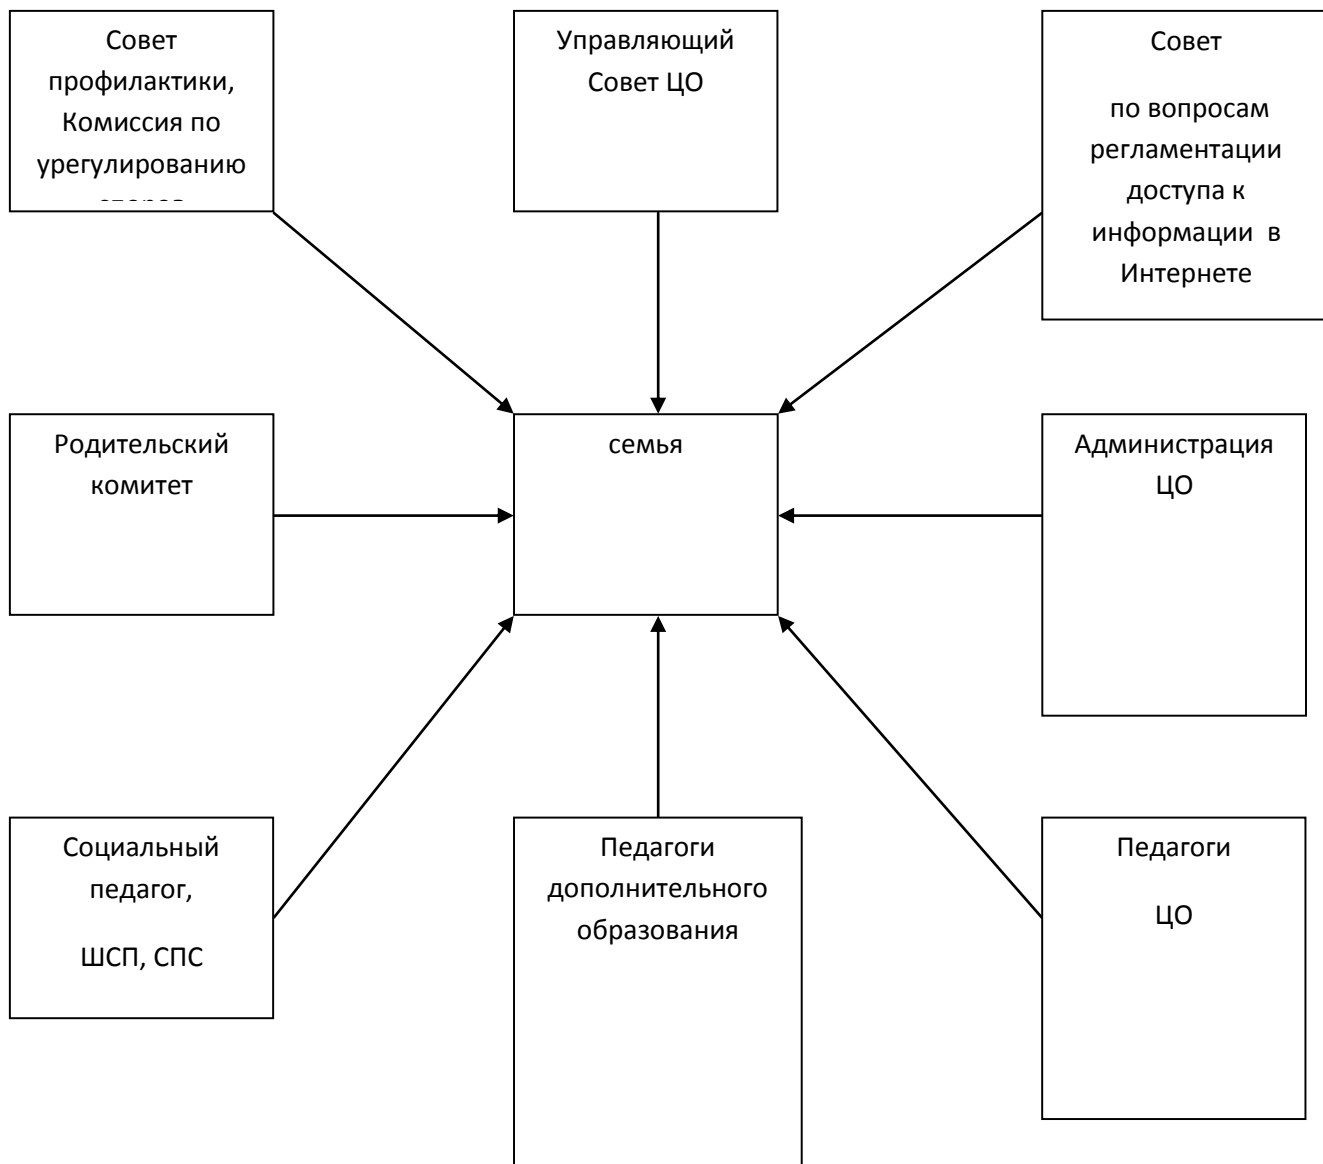 Совет
профилактики,
Комиссия по
урегулированию
Управляющий
Совет ЦО
Совет
по вопросам
регламентации
доступа к
информации в
Интернете
Родительский
комитет
семья
Администрация
ЦО
Социальный
педагог,
ШСП, СПС
Педагоги
дополнительного
образования
Педагоги
ЦО